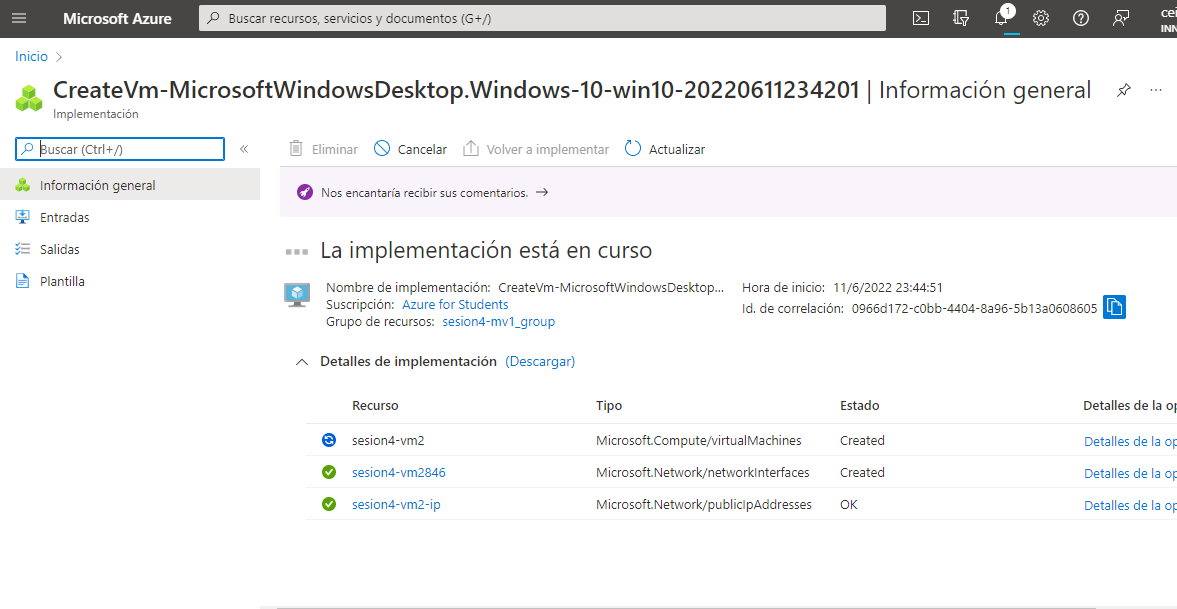 Microsoft Azure
Buscar recursos, servicios y documentos (G+/)
1
cei
INN
Inicio >
CreateVm-MicrosoftWindowsDesktop.Windows-10-win10-20220611234201 | Información general
Implementación
Buscar (Ctrl+/)
Eliminar
Cancelar
Volver a implementar
Actualizar
Información general
Entradas
Salidas
Plantilla
Nos encantaría recibir sus comentarios. →
La implementación está en curso
Nombre de implementación: CreateVm-MicrosoftWindowsDesktop...
Suscripción: Azure for Students
Grupo de recursos: sesion4-mv1_group
Hora de inicio: 11/6/2022 23:44:51
Id. de correlación: 0966d172-c0bb-4404-8a96-5b13a0608605
Detalles de implementación (Descargar)
Recurso Tipo Estado Detalles de la op
sesion4-vm2 Microsoft.Compute/virtualMachines Created Detalles de la op
sesion4-vm2846 Microsoft.Network/networkInterfaces Created Detalles de la op
sesion4-vm2-ip Microsoft.Network/publicIpAddresses OK Detalles de la op